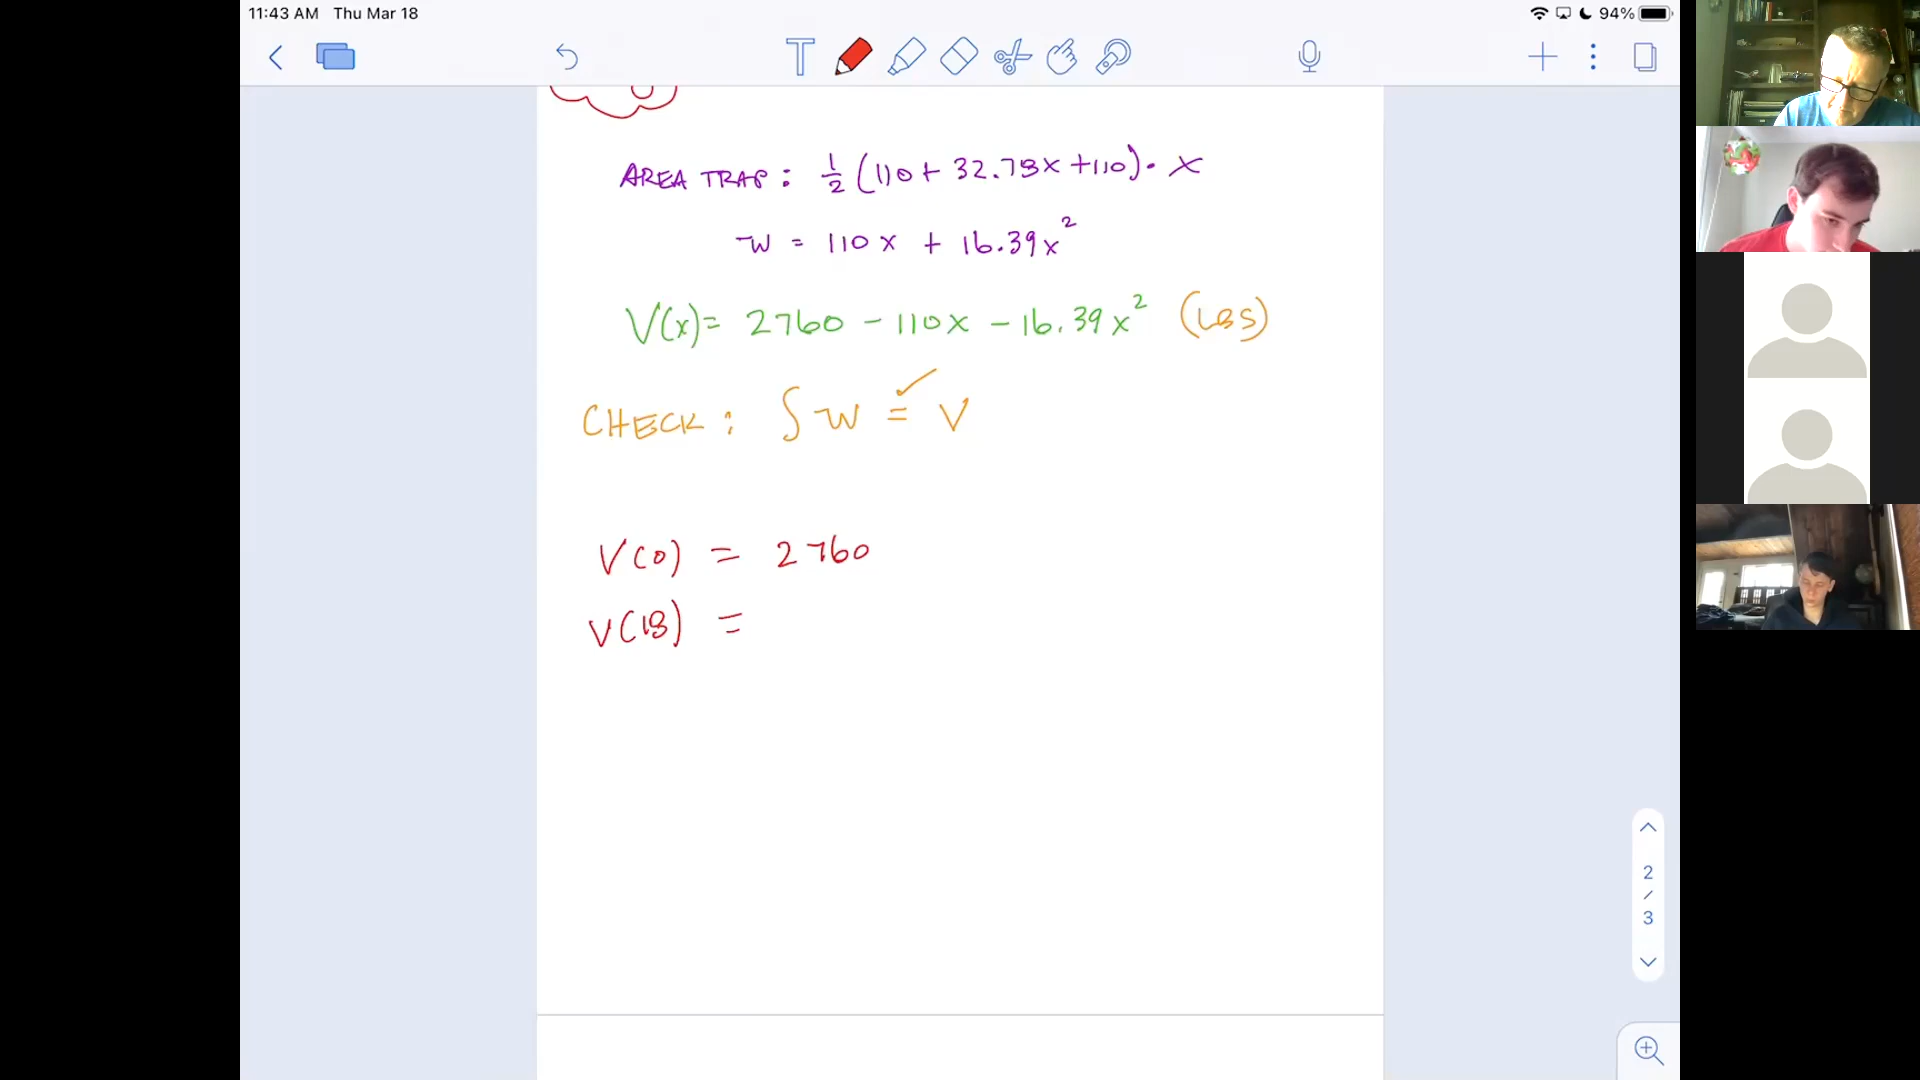 11:43 AM Thu Mar 18
94%
AREA TRAP: 1/2 (110 + 32.78x + 110) · x
w = 110x + 16.39x²
V(x) = 2760 - 110x - 16.39x² (LBS)
CHECK: ∫ w = ✓ V
V(0) = 2760
V(18) =
2
/
3